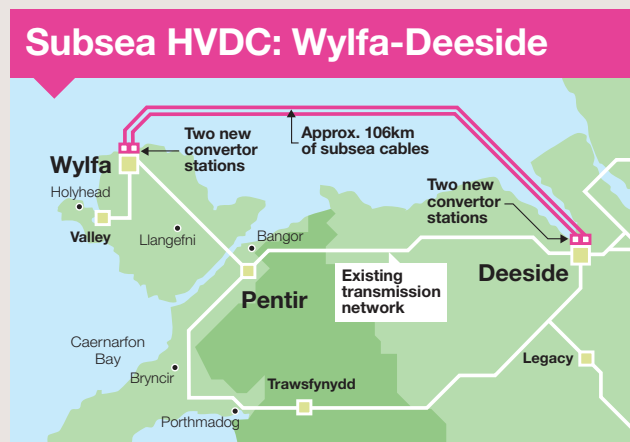 Subsea HVDC: Wylfa-Deeside
Two new
convertor
stations
Approx. 106km
of subsea cables
Wylfa
Holyhead
Valley
Llangefni
Bangor
Two new
convertor
stations
Deeside
Existing
transmission
network
Pentir
Caernarfon
Bay
Bryncir
Trawsfynydd
Legacy
Porthmadog